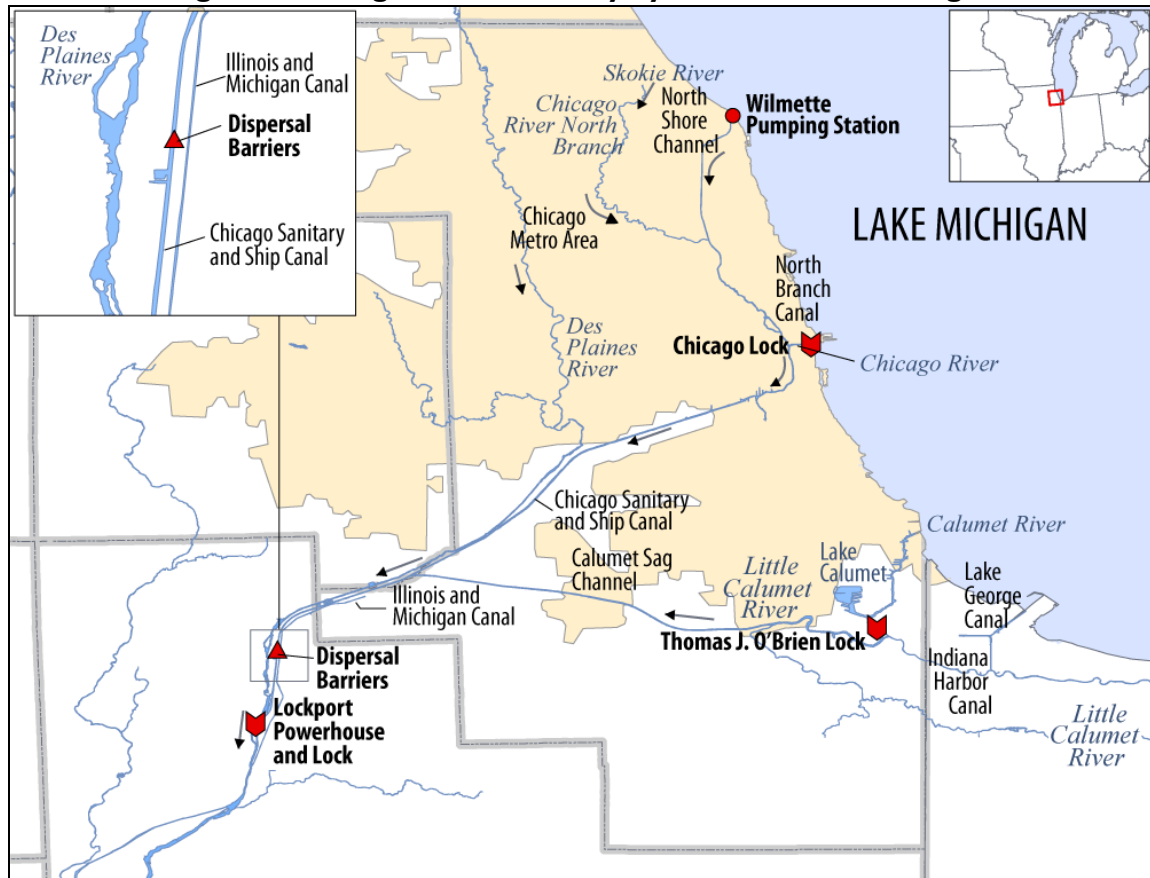 Des
Plaines
River
Illinois and
Michigan Canal
Dispersal
Barriers
Chicago Sanitary
and Ship Canal
Skokie River
Chicago
River North
Branch
North
Shore
Channel
Wilmette
Pumping Station
Chicago
Metro Area
LAKE MICHIGAN
North
Branch
Canal
Des
Plaines
River
Chicago Lock
Chicago River
Chicago Sanitary
and Ship Canal
Calumet Sag
Channel
Illinois and
Michigan Canal
Little
Calumet
River
Lake
Calumet
Calumet River
Lake
George
Canal
Thomas J. O'Brien Lock
Indiana
Harbor
Canal
Little
Calumet
River
Dispersal
Barriers
Lockport
Powerhouse
and Lock